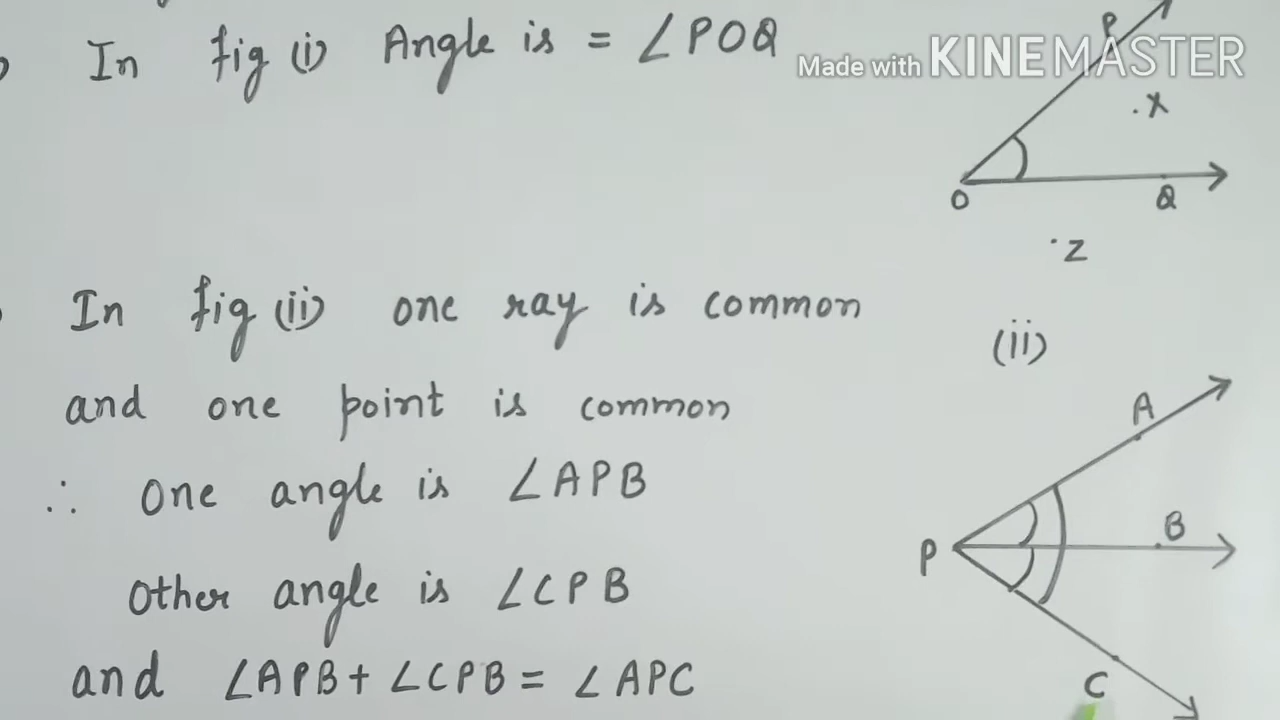 In fig (i) Angle is = ∠POQ
Made with KINEMASTER
P
.X
O
Q
.Z
In fig (ii) one ray is common
(ii)
and one point is common
A
∴ one angle is ∠APB
B
P
Other angle is ∠CPB
and ∠APB + ∠CPB = ∠APC
C